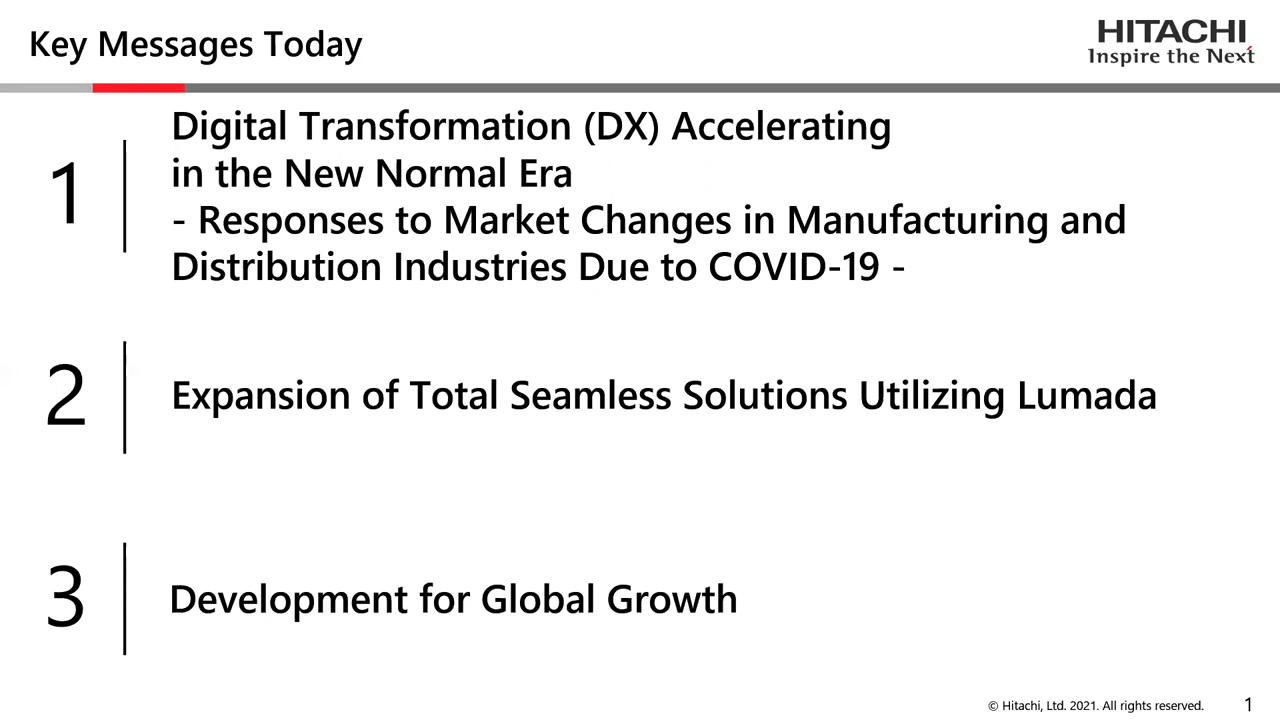 Key Messages Today
HITACHI
Inspire the Next
1
Digital Transformation (DX) Accelerating
in the New Normal Era
- Responses to Market Changes in Manufacturing and
Distribution Industries Due to COVID-19 -
2
Expansion of Total Seamless Solutions Utilizing Lumada
3
Development for Global Growth
© Hitachi, Ltd. 2021. All rights reserved.
1